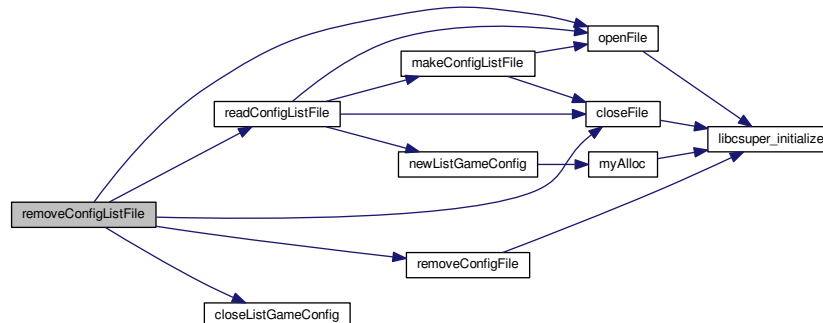 openFile
makeConfigListFile
readConfigListFile
closeFile
libcsuper_initialize
newListGameConfig
myAlloc
removeConfigListFile
removeConfigFile
closeListGameConfig